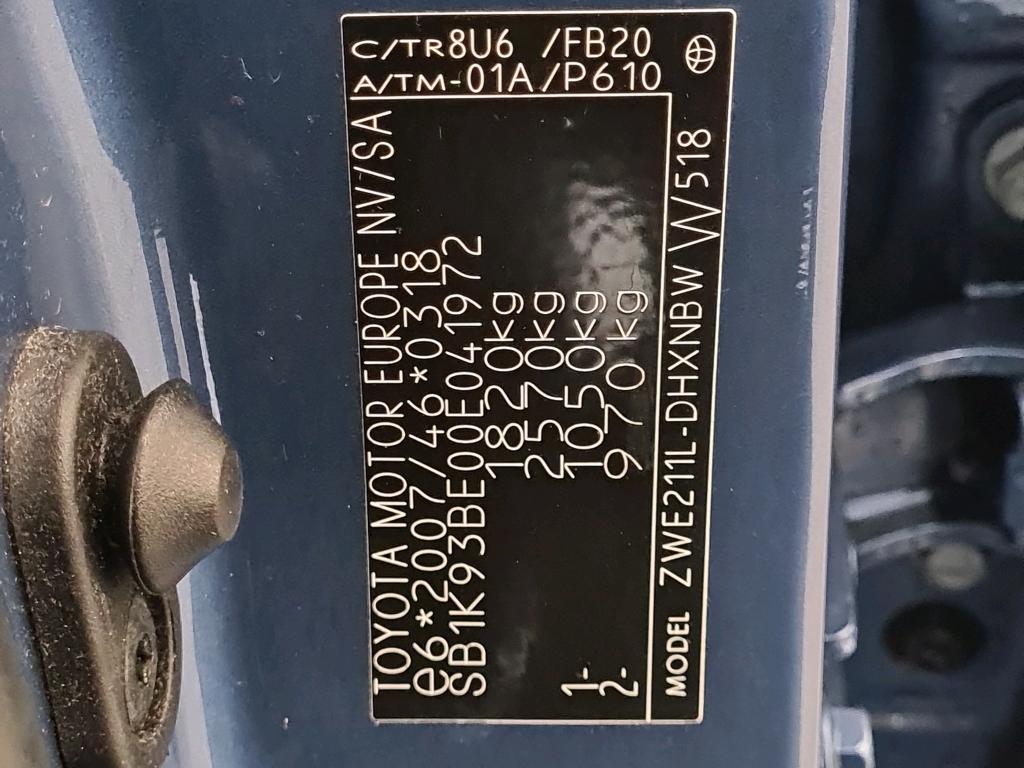 C/TR8U6 /FB20
A/TM-01A/P610
TOYOTA MOTOR EUROPE NV/SA
e6*2007/46*0318
SB1K93BE00E041972
1820kg
2570kg
1- 1050kg
2- 970kg
MODEL ZWE211L-DHXNBW W518